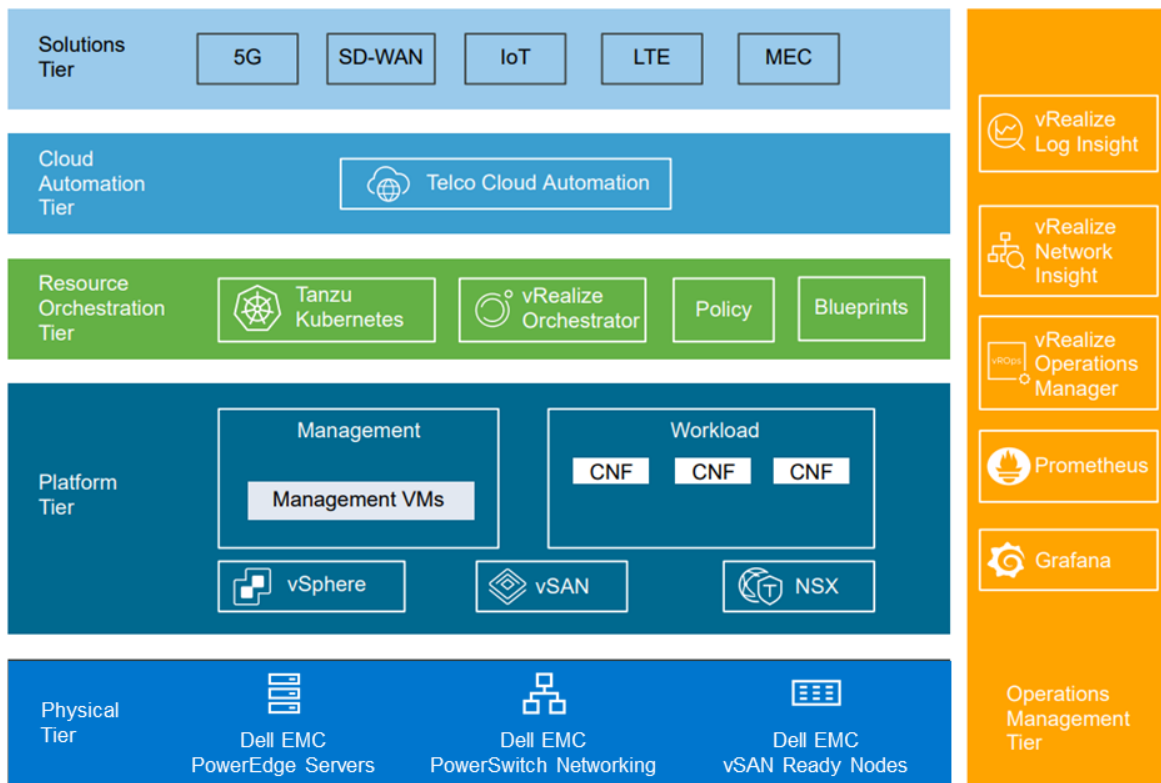 Solutions
Tier
5G
SD-WAN
IoT
LTE
MEC
Cloud
Automation
Tier
Telco Cloud Automation
Resource
Orchestration
Tier
Tanzu
Kubernetes
vRealize
Orchestrator
Policy
Blueprints
Platform
Tier
Management
Management VMs
Workload
CNF
CNF
CNF
vSphere
vSAN
T
NSX
Physical
Tier
Dell EMC
PowerEdge Servers
Dell EMC
PowerSwitch Networking
Dell EMC
vSAN Ready Nodes
vRealize
Log Insight
vRealize
Network
Insight
vROps
vRealize
Operations
Manager
Prometheus
Grafana
Operations
Management
Tier